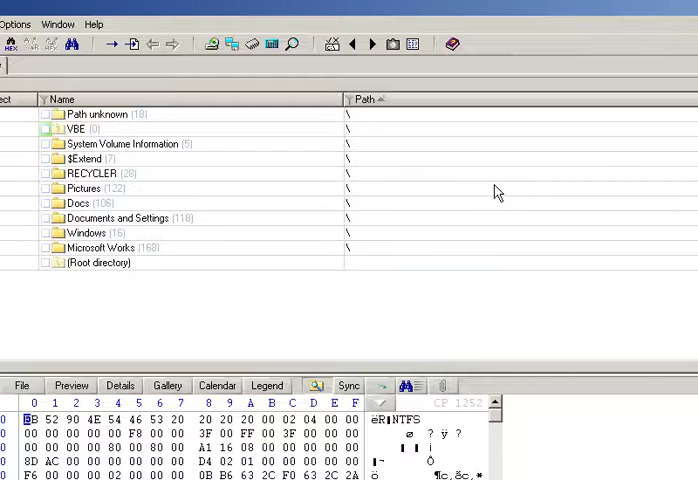 Options Window Help
ect Name Path
Path unknown (18) \
VBE (0) \
System Volume Information (5) \
$Extend (7) \
RECYCLER (28) \
Pictures (122) \
Docs (106) \
Documents and Settings (118) \
Windows (16) \
Microsoft Works (168) \
(Root directory)
File Preview Details Gallery Calendar Legend Sync
0 1 2 3 4 5 6 7 8 9 A B C D E F CP 1252
0 EB 52 90 4E 54 46 53 20 20 20 20 00 02 04 00 00 ëR NTFS
0 00 00 00 00 00 F8 00 00 3F 00 FF 00 3F 00 00 00 ø ? ÿ ?
0 00 00 00 00 80 00 80 00 A1 16 08 00 00 00 00 00 ¡
0 8D AC 00 00 00 00 00 00 D4 02 01 00 00 00 00 00 ¬ Ô
0 F6 00 00 00 02 00 00 00 0B B6 63 2C F0 63 2C 2A ö ¶c,ðc,*